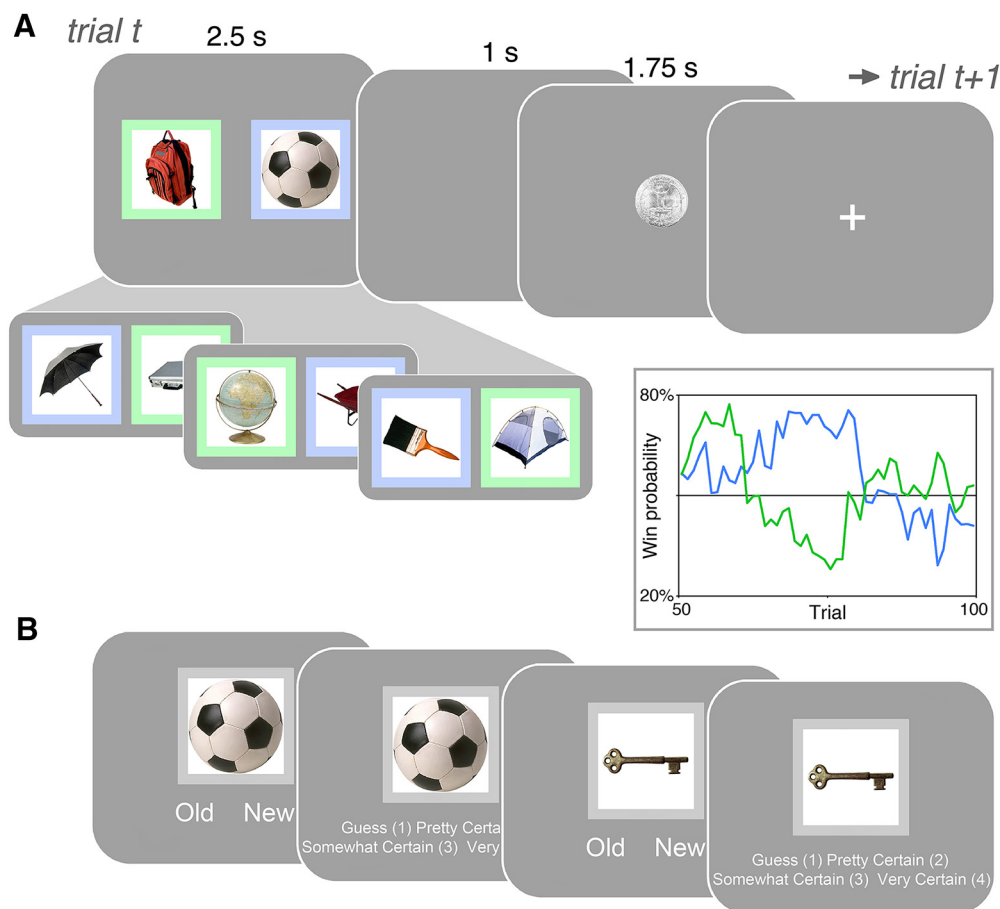 A
trial t
2.5 s
1 s
1.75 s
→ trial t+1
+
80%
Win probability
20%
50
Trial
100
B
Old New
Guess (1) Pretty Certa
Somewhat Certain (3) Very
Old New
Guess (1) Pretty Certain (2)
Somewhat Certain (3) Very Certain (4)